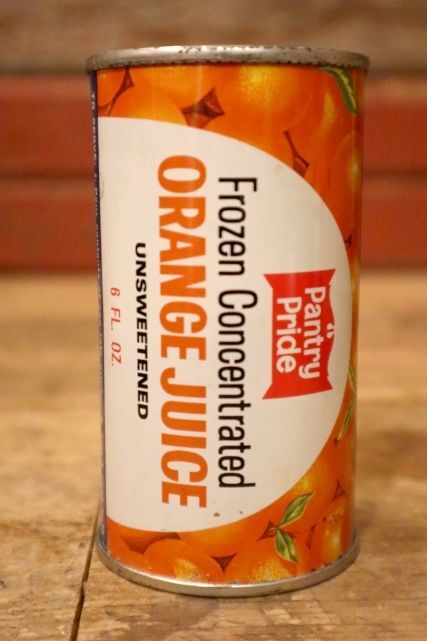 Pantry
Pride
Frozen Concentrated
ORANGE JUICE
UNSWEETENED
6 FL. OZ.